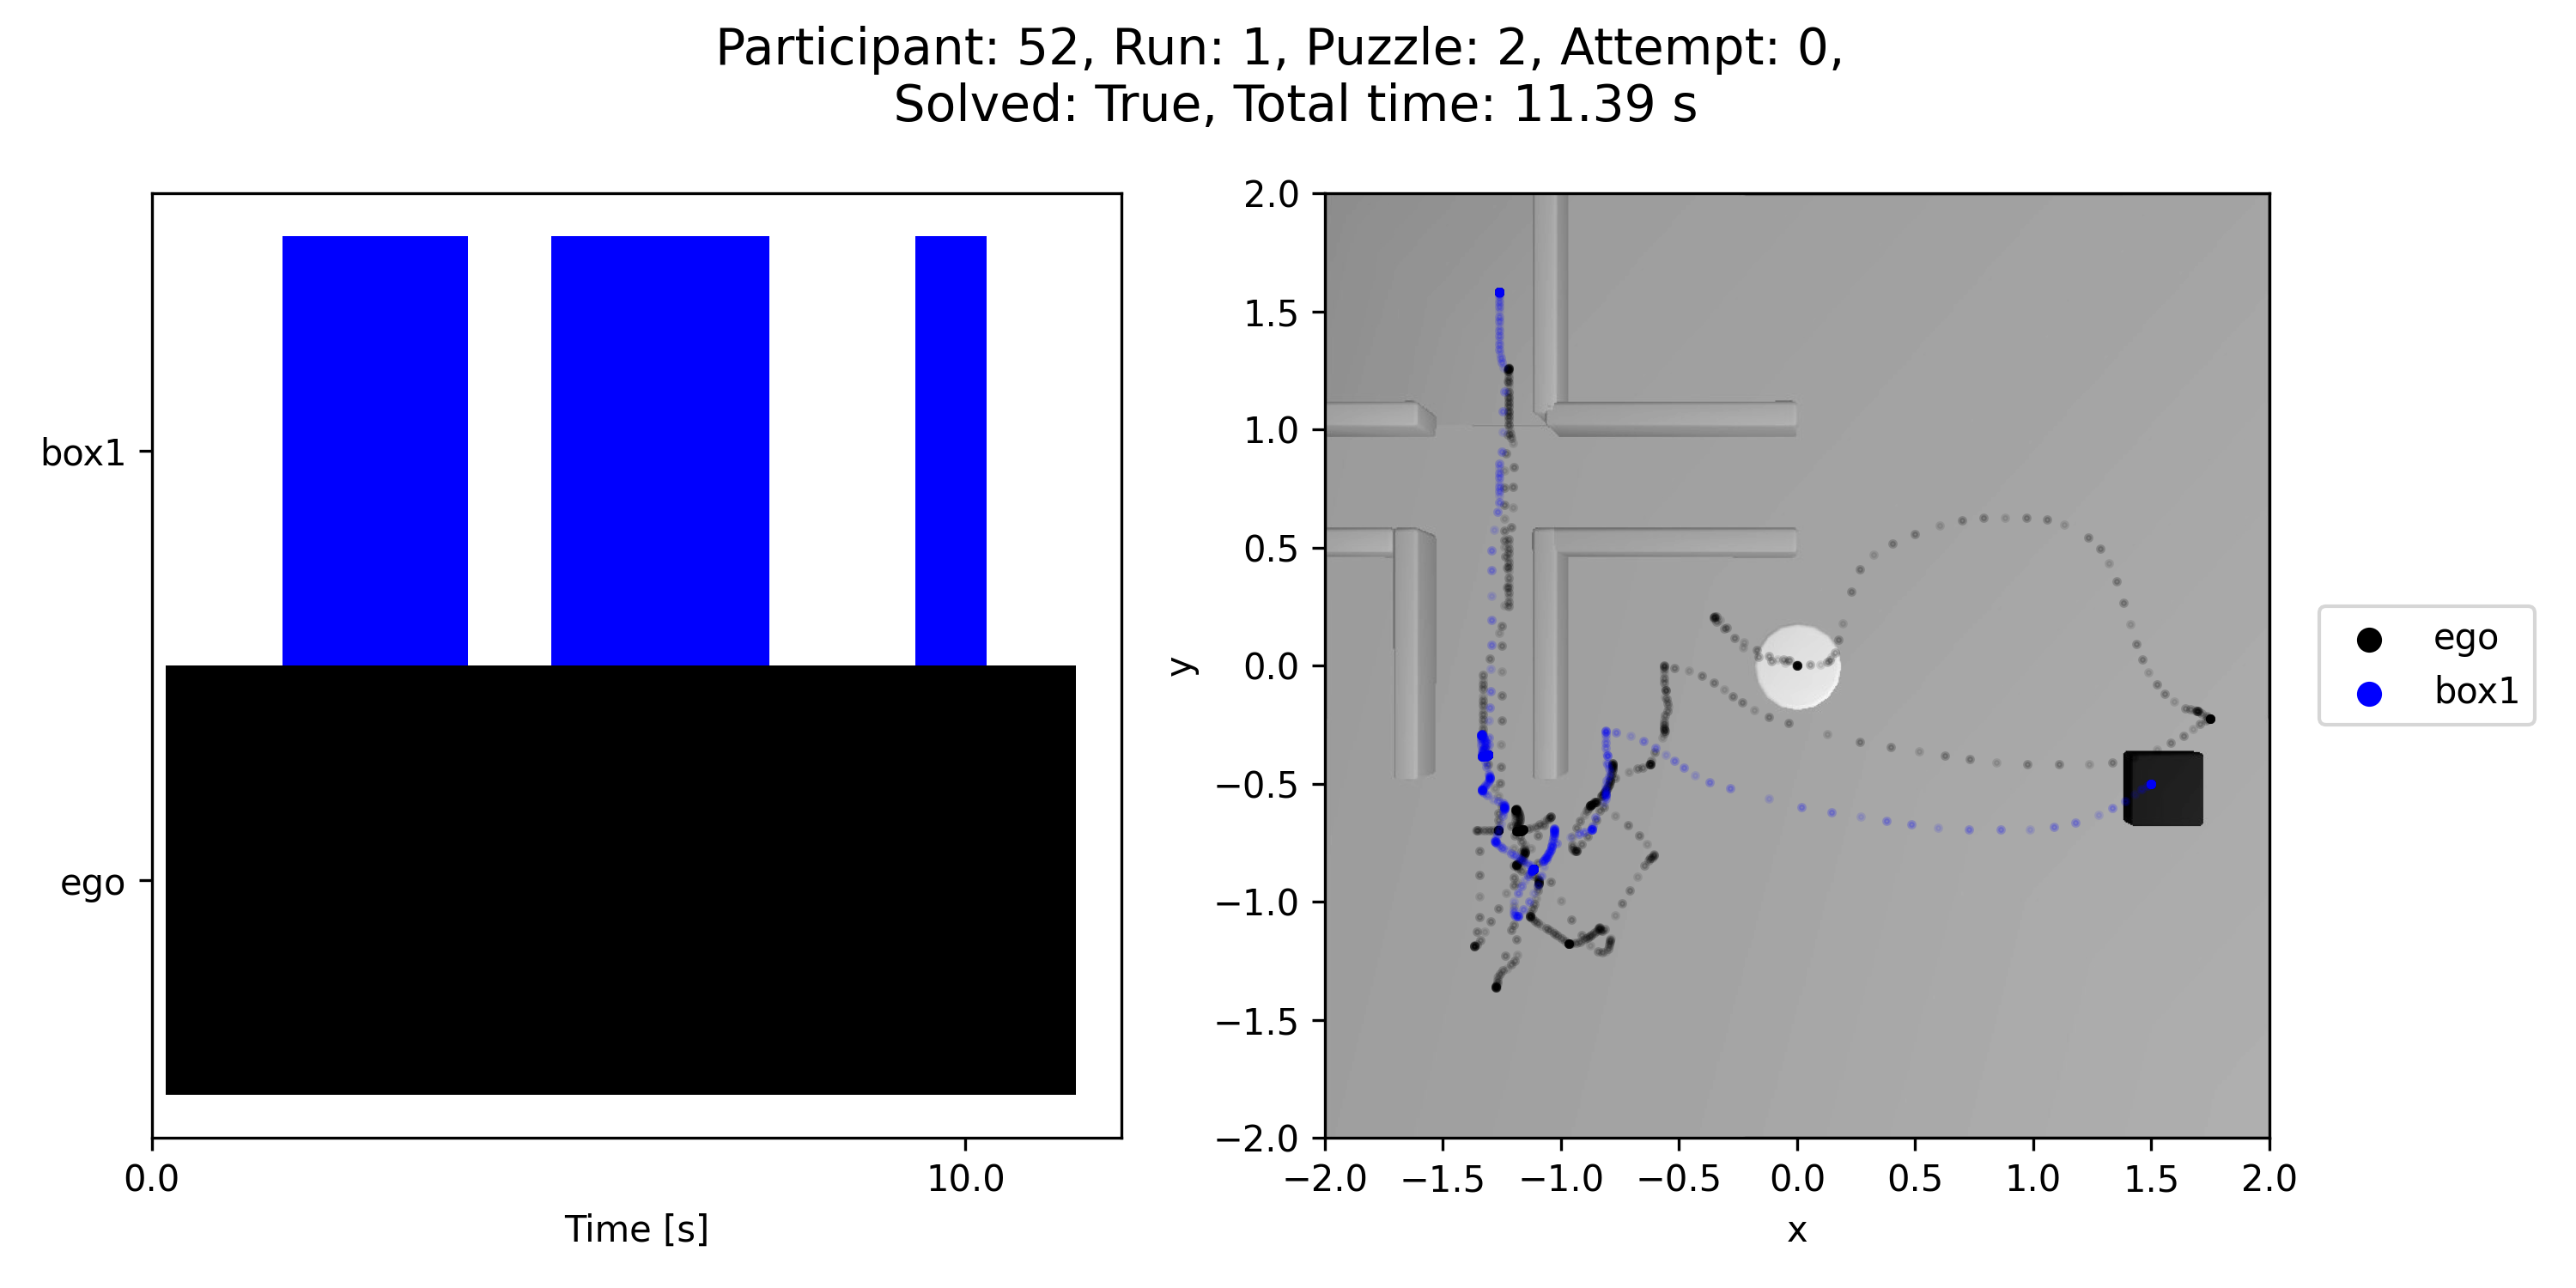 Participant: 52, Run: 1, Puzzle: 2, Attempt: 0,
Solved: True, Total time: 11.39 s
box1
ego
0.0
10.0
Time [s]
2.0
1.5
1.0
0.5
0.0
−0.5
−1.0
−1.5
−2.0
y
−2.0
−1.5
−1.0
−0.5
0.0
0.5
1.0
1.5
2.0
x
ego
box1